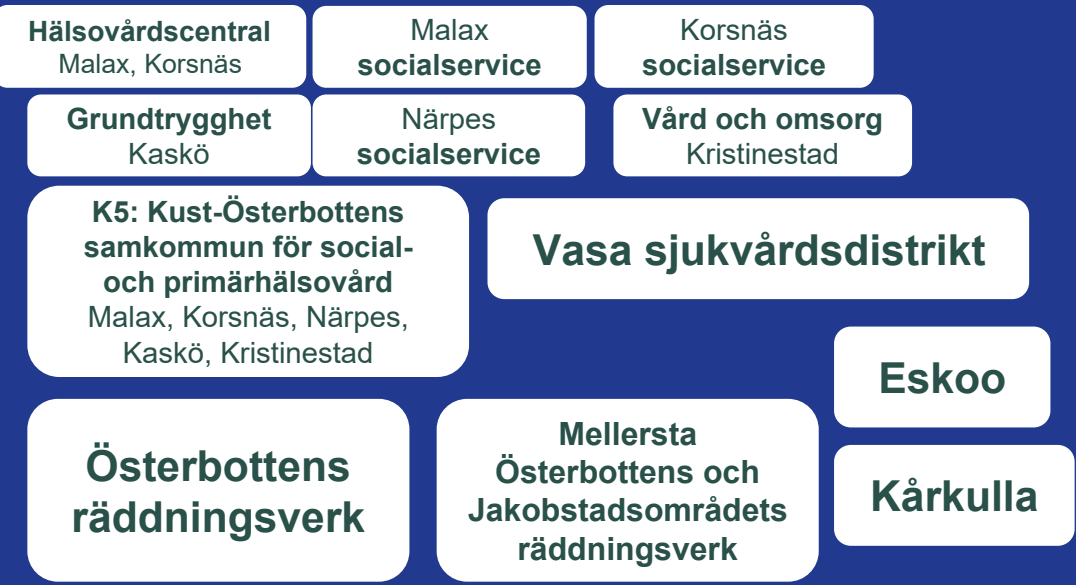 Hälsovårdscentral
Malax, Korsnäs
Malax
socialservice
Korsnäs
socialservice
Grundtrygghet
Kaskö
Närpes
socialservice
Vård och omsorg
Kristinestad
K5: Kust-Österbottens
samkommun för social-
och primärhälsovård
Malax, Korsnäs, Närpes,
Kaskö, Kristinestad
Vasa sjukvårdsdistrikt
Eskoo
Österbottens
räddningsverk
Mellersta
Österbottens och
Jakobstadsområdets
räddningsverk
Kårkulla